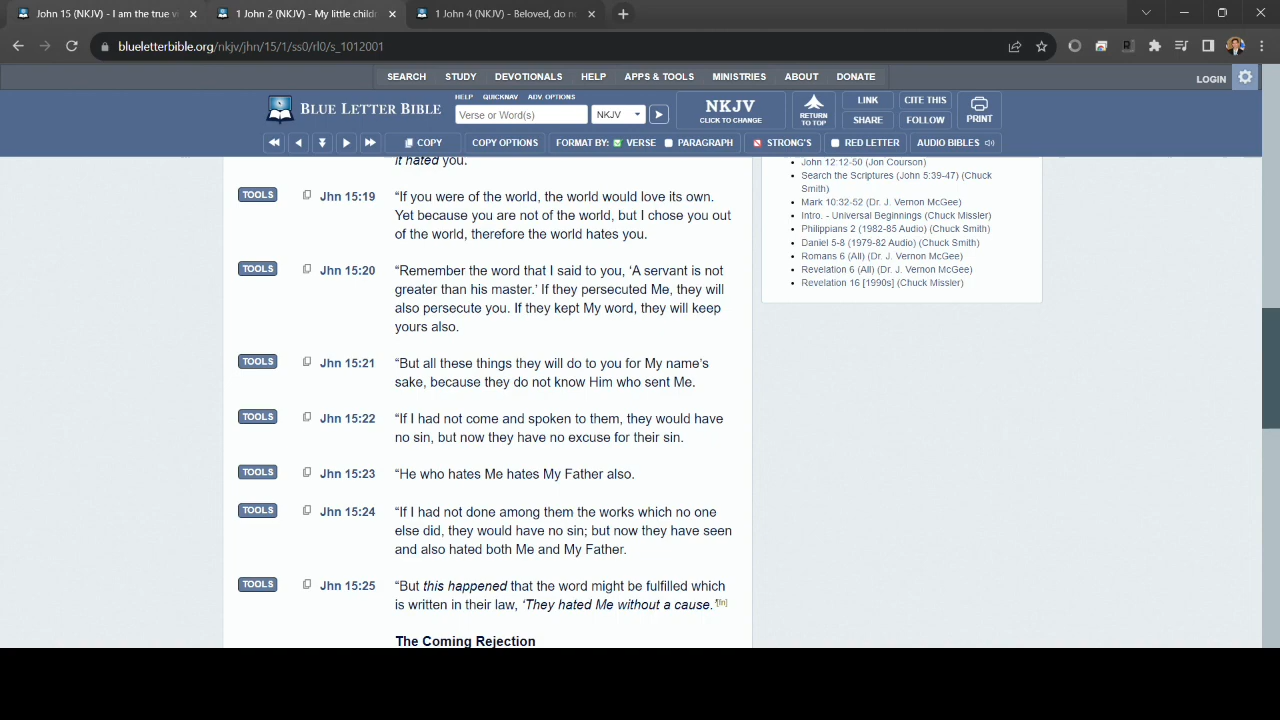 John 15 (NKJV) - I am the true v
1 John 2 (NKJV) - My little child
1 John 4 (NKJV) - Beloved, do n
blueletterbible.org/nkjv/jhn/15/1/ss0/rl0/s_1012001
SEARCH STUDY DEVOTIONALS HELP APPS & TOOLS MINISTRIES ABOUT DONATE LOGIN
BLUE LETTER BIBLE
HELP QUICKNAV ADV. OPTIONS
Verse or Word(s) NKJV
NKJV
CLICK TO CHANGE
RETURN
TO TOP
LINK CITE THIS
SHARE FOLLOW
PRINT
COPY COPY OPTIONS FORMAT BY: VERSE PARAGRAPH STRONG'S RED LETTER AUDIO BIBLES
it hated you.
TOOLS Jhn 15:19 “If you were of the world, the world would love its own.
Yet because you are not of the world, but I chose you out
of the world, therefore the world hates you.
TOOLS Jhn 15:20 “Remember the word that I said to you, ‘A servant is not
greater than his master.’ If they persecuted Me, they will
also persecute you. If they kept My word, they will keep
yours also.
TOOLS Jhn 15:21 “But all these things they will do to you for My name’s
sake, because they do not know Him who sent Me.
TOOLS Jhn 15:22 “If I had not come and spoken to them, they would have
no sin, but now they have no excuse for their sin.
TOOLS Jhn 15:23 “He who hates Me hates My Father also.
TOOLS Jhn 15:24 “If I had not done among them the works which no one
else did, they would have no sin; but now they have seen
and also hated both Me and My Father.
TOOLS Jhn 15:25 “But this happened that the word might be fulfilled which
is written in their law, ‘They hated Me without a cause.’[fn]
The Coming Rejection
John 12:12-50 (Jon Courson)
Search the Scriptures (John 5:39-47) (Chuck
Smith)
Mark 10:32-52 (Dr. J. Vernon McGee)
Intro. - Universal Beginnings (Chuck Missler)
Philippians 2 (1982-85 Audio) (Chuck Smith)
Daniel 5-8 (1979-82 Audio) (Chuck Smith)
Romans 6 (All) (Dr. J. Vernon McGee)
Revelation 6 (All) (Dr. J. Vernon McGee)
Revelation 16 [1990s] (Chuck Missler)